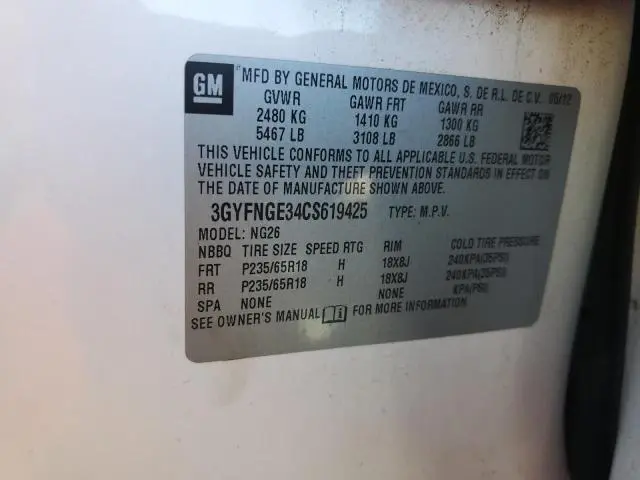 GM
MFD BY GENERAL MOTORS DE MEXICO, S. DE R.L. DE C.V. 05/12
GVWR GAWR FRT GAWR RR
2480 KG 1410 KG 1300 KG
5467 LB 3108 LB 2866 LB
THIS VEHICLE CONFORMS TO ALL APPLICABLE U.S. FEDERAL MOTOR
VEHICLE SAFETY AND THEFT PREVENTION STANDARDS IN EFFECT ON
THE DATE OF MANUFACTURE SHOWN ABOVE.
3GYFNGE34CS619425 TYPE: M.P.V.
MODEL: NG26
NBBQ TIRE SIZE SPEED RTG RIM COLD TIRE PRESSURE
FRT P235/65R18 H 18X8J 240KPA(35PSI)
RR P235/65R18 H 18X8J 240KPA(35PSI)
SPA NONE NONE KPA(PSI)
SEE OWNER'S MANUAL FOR MORE INFORMATION